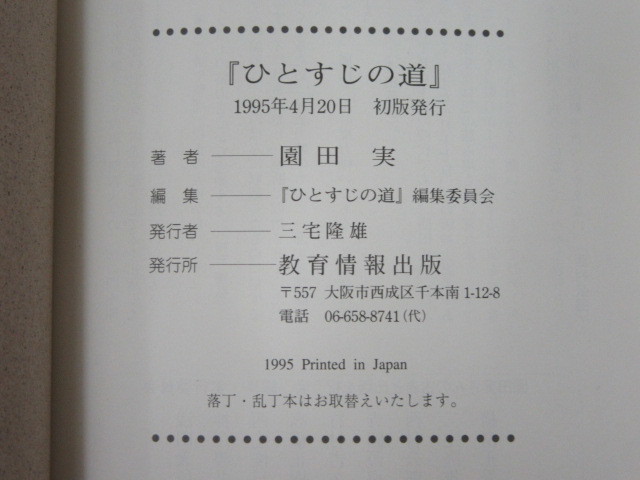 『ひとすじの道』
1995年4月20日 初版発行
著 者 ── 園田 実
編 集 ── 『ひとすじの道』編集委員会
発行者 ── 三宅隆雄
発行所 ── 教育情報出版
〒557 大阪市西成区千本南1-12-8
電話 06-658-8741(代)
1995 Printed in Japan
落丁・乱丁本はお取替えいたします。